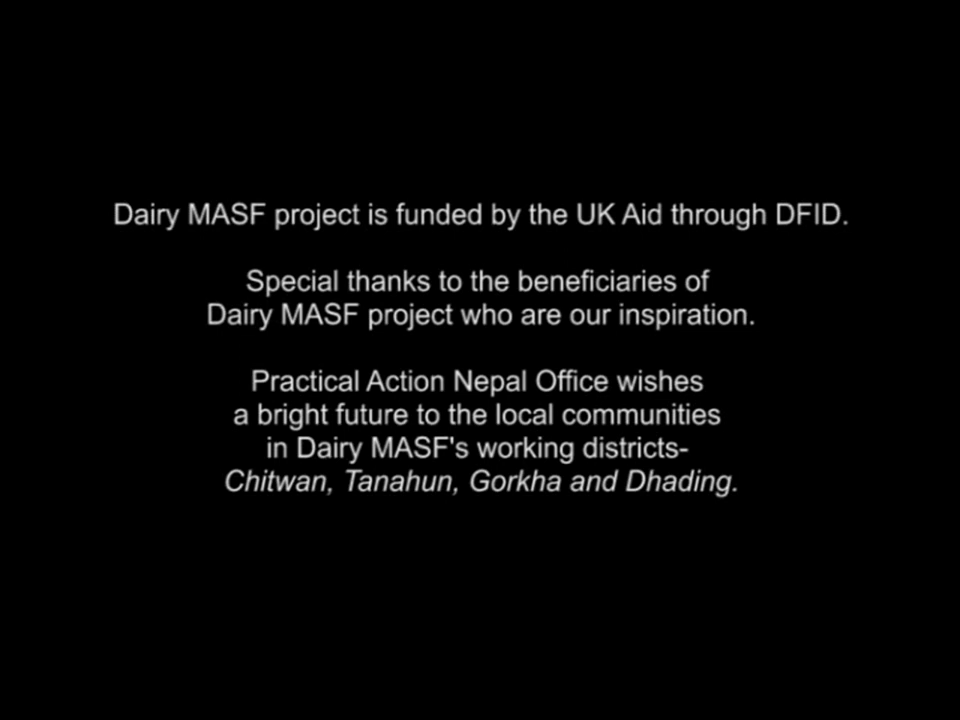 Dairy MASF project is funded by the UK Aid through DFID.
Special thanks to the beneficiaries of
Dairy MASF project who are our inspiration.
Practical Action Nepal Office wishes
a bright future to the local communities
in Dairy MASF's working districts-
Chitwan, Tanahun, Gorkha and Dhading.